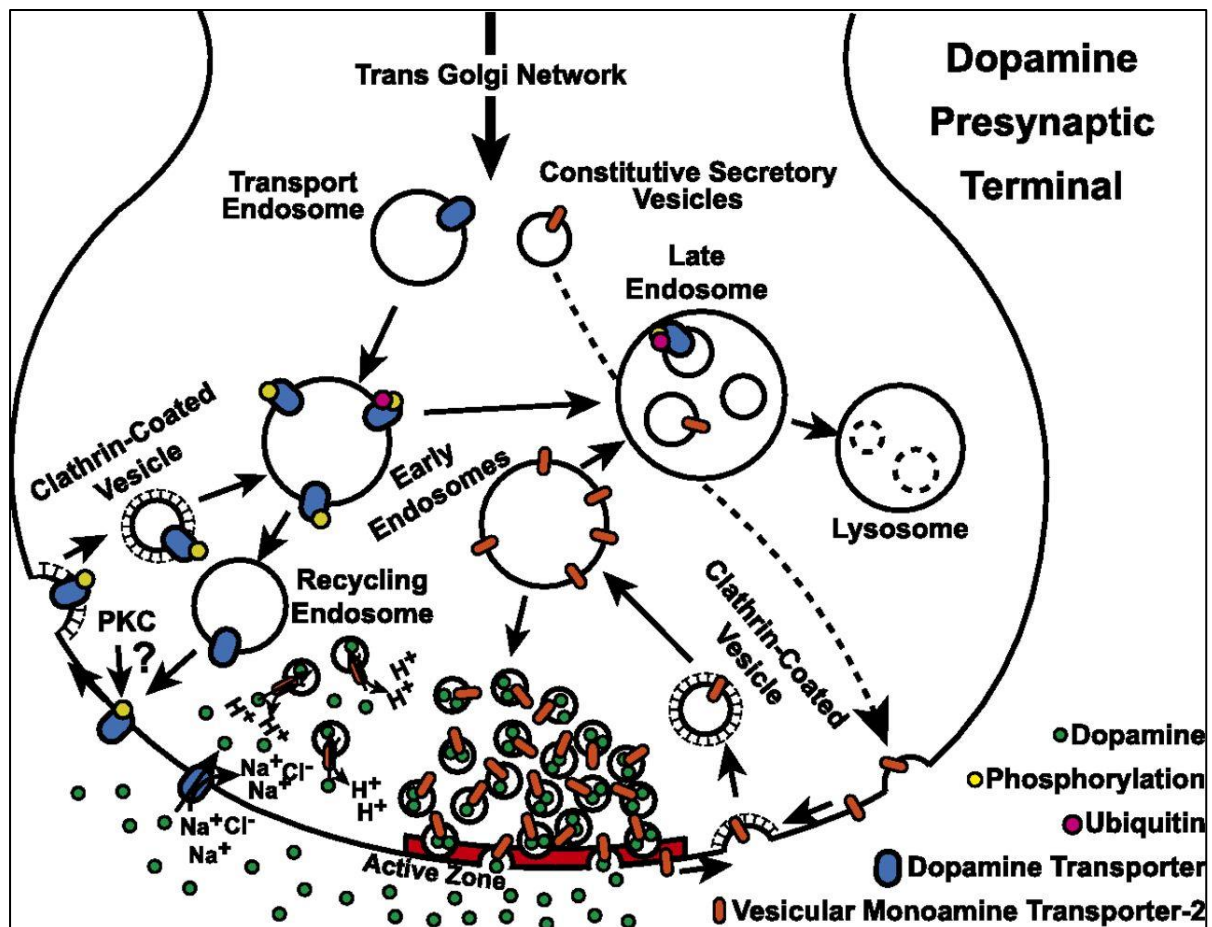 Dopamine
Presynaptic
Terminal
Trans Golgi Network
Transport
Endosome
Constitutive Secretory
Vesicles
Late
Endosome
Clathrin-Coated
Vesicle
Early
Endosomes
Lysosome
Recycling
Endosome
PKC
?
Clathrin-Coated
Vesicle
H+
H+
H+
H+
H+
H+
Na+Cl-
Na+
Na+Cl-
Na+
Active Zone
Dopamine
Phosphorylation
Ubiquitin
Dopamine Transporter
Vesicular Monoamine Transporter-2